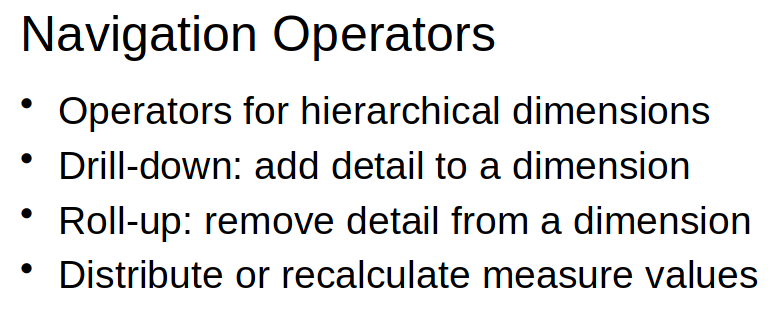 Navigation Operators
• Operators for hierarchical dimensions
• Drill-down: add detail to a dimension
• Roll-up: remove detail from a dimension
• Distribute or recalculate measure values